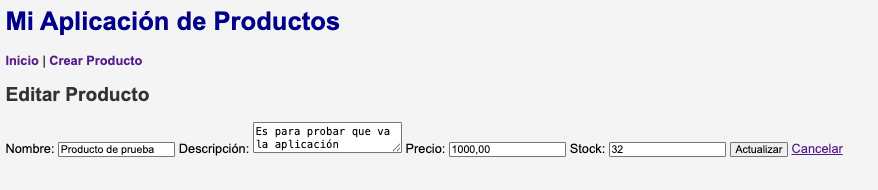 Mi Aplicación de Productos
Inicio | Crear Producto
Editar Producto
Nombre: Producto de prueba Descripción: Es para probar que va
la aplicación
Precio: 1000,00 Stock: 32 Actualizar Cancelar